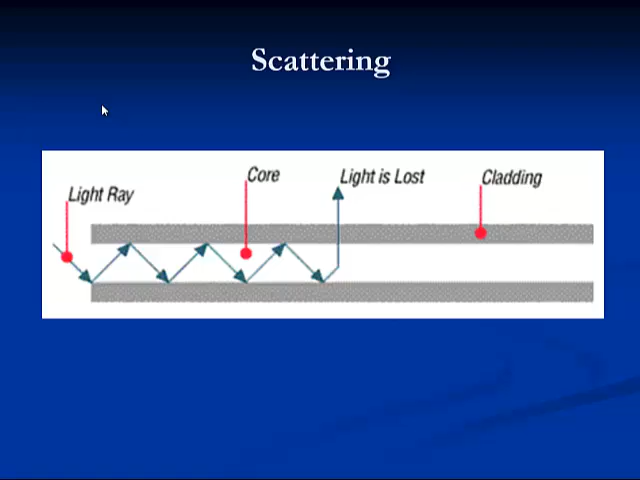 Scattering
Core
Light is Lost
Cladding
Light Ray